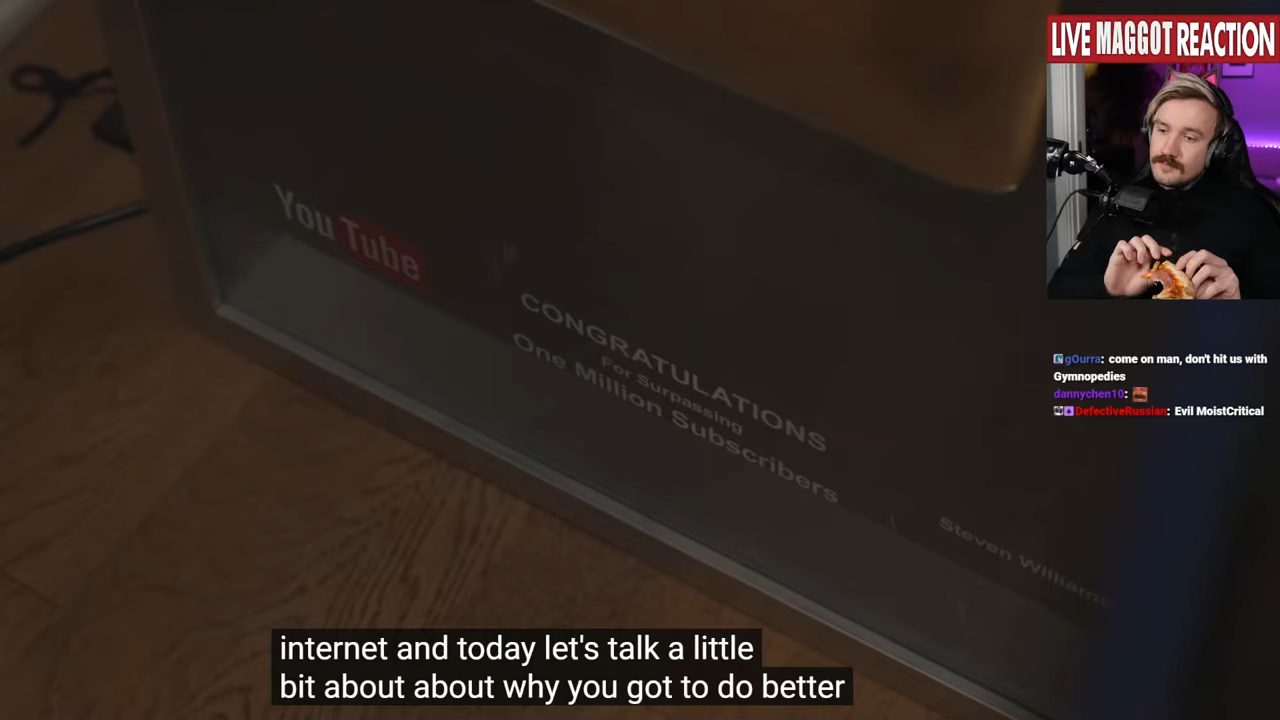 LIVE MAGGOT REACTION
YouTube
CONGRATULATIONS
For Surpassing
One Million Subscribers
Steven Williams
gOurra: come on man, don't hit us with
Gymnopedies
dannychen10:
DefectiveRussian: Evil MoistCritical
internet and today let's talk a little
bit about about why you got to do better